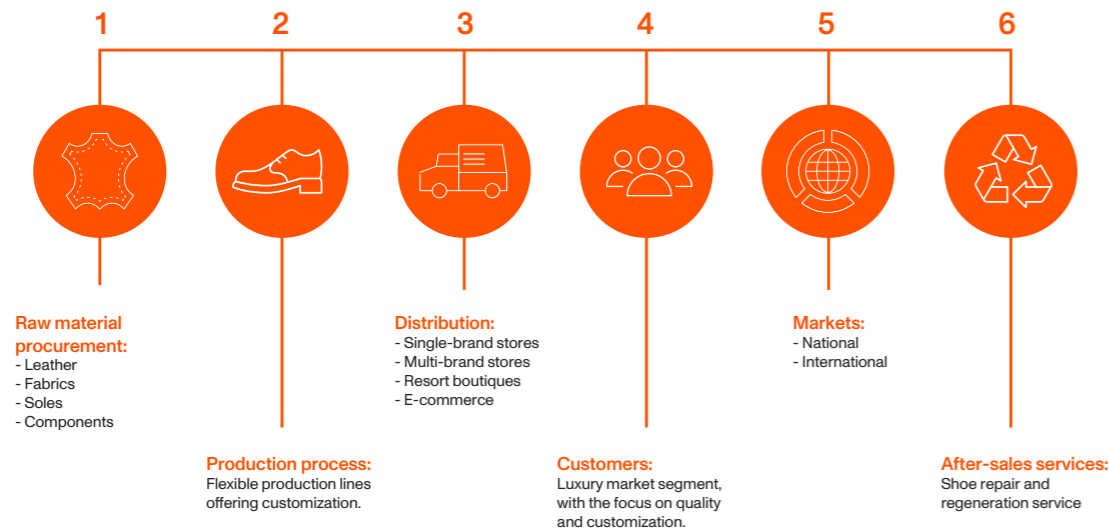 1
2
3
4
5
6
Raw material
procurement:
- Leather
- Fabrics
- Soles
- Components
Production process:
Flexible production lines
offering customization.
Distribution:
- Single-brand stores
- Multi-brand stores
- Resort boutiques
- E-commerce
Customers:
Luxury market segment,
with the focus on quality
and customization.
Markets:
- National
- International
After-sales services:
Shoe repair and
regeneration service